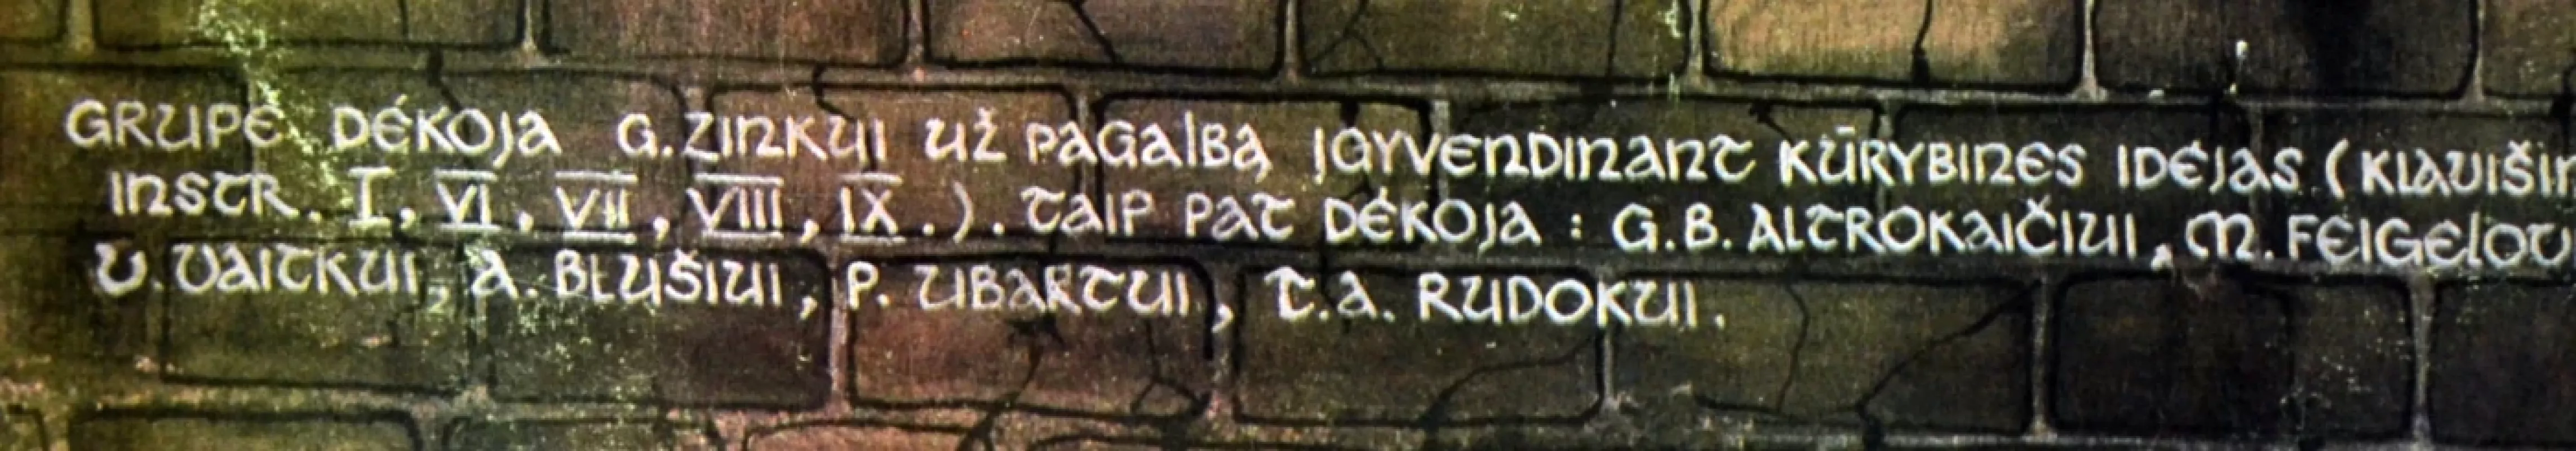 GRUPĖ DĖKOJA G.ZINKUI UŽ PAGALBĄ ĮGYVENDINANT KŪRYBINES IDĖJAS (KLAVIŠIN
INSTR. I, VI, VII, VIII, IX.). TAIP PAT DĖKOJA : G.B. ALTROKAIČIUI, M. FEIGELOVI
V. VAITKUI, A. BLUŠIUI, P. UBARTUI, T.A. RUDOKUI.